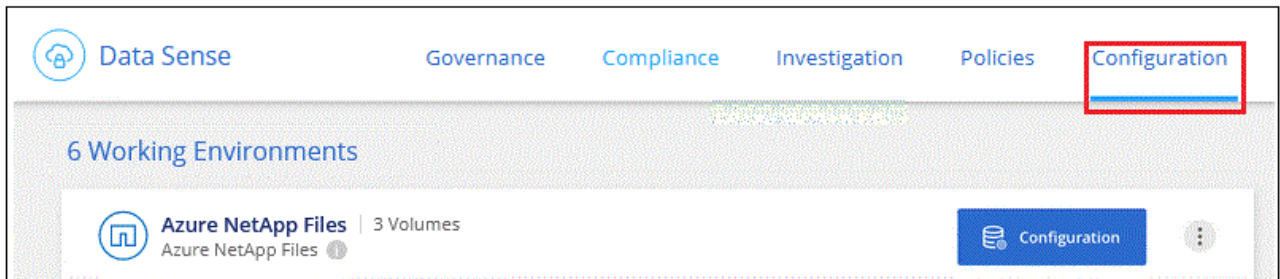 Data Sense Governance Compliance Investigation Policies Configuration
6 Working Environments
Azure NetApp Files | 3 Volumes
Azure NetApp Files
Configuration